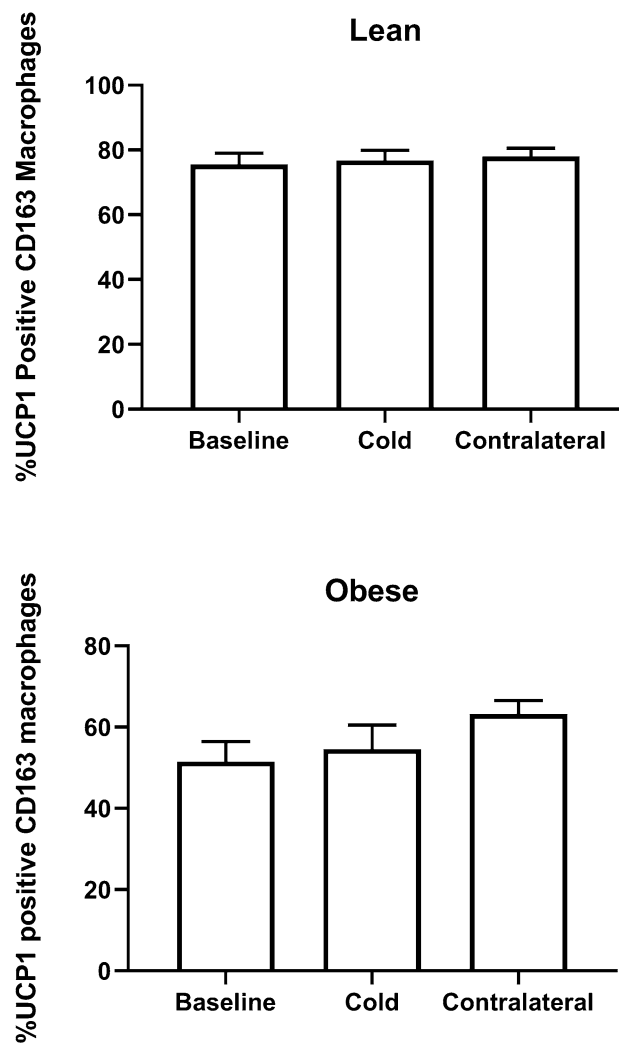 Lean
%UCP1 Positive CD163 Macrophages
100
80
60
40
20
0
Baseline Cold Contralateral
Obese
%UCP1 positive CD163 macrophages
80
60
40
20
0
Baseline Cold Contralateral